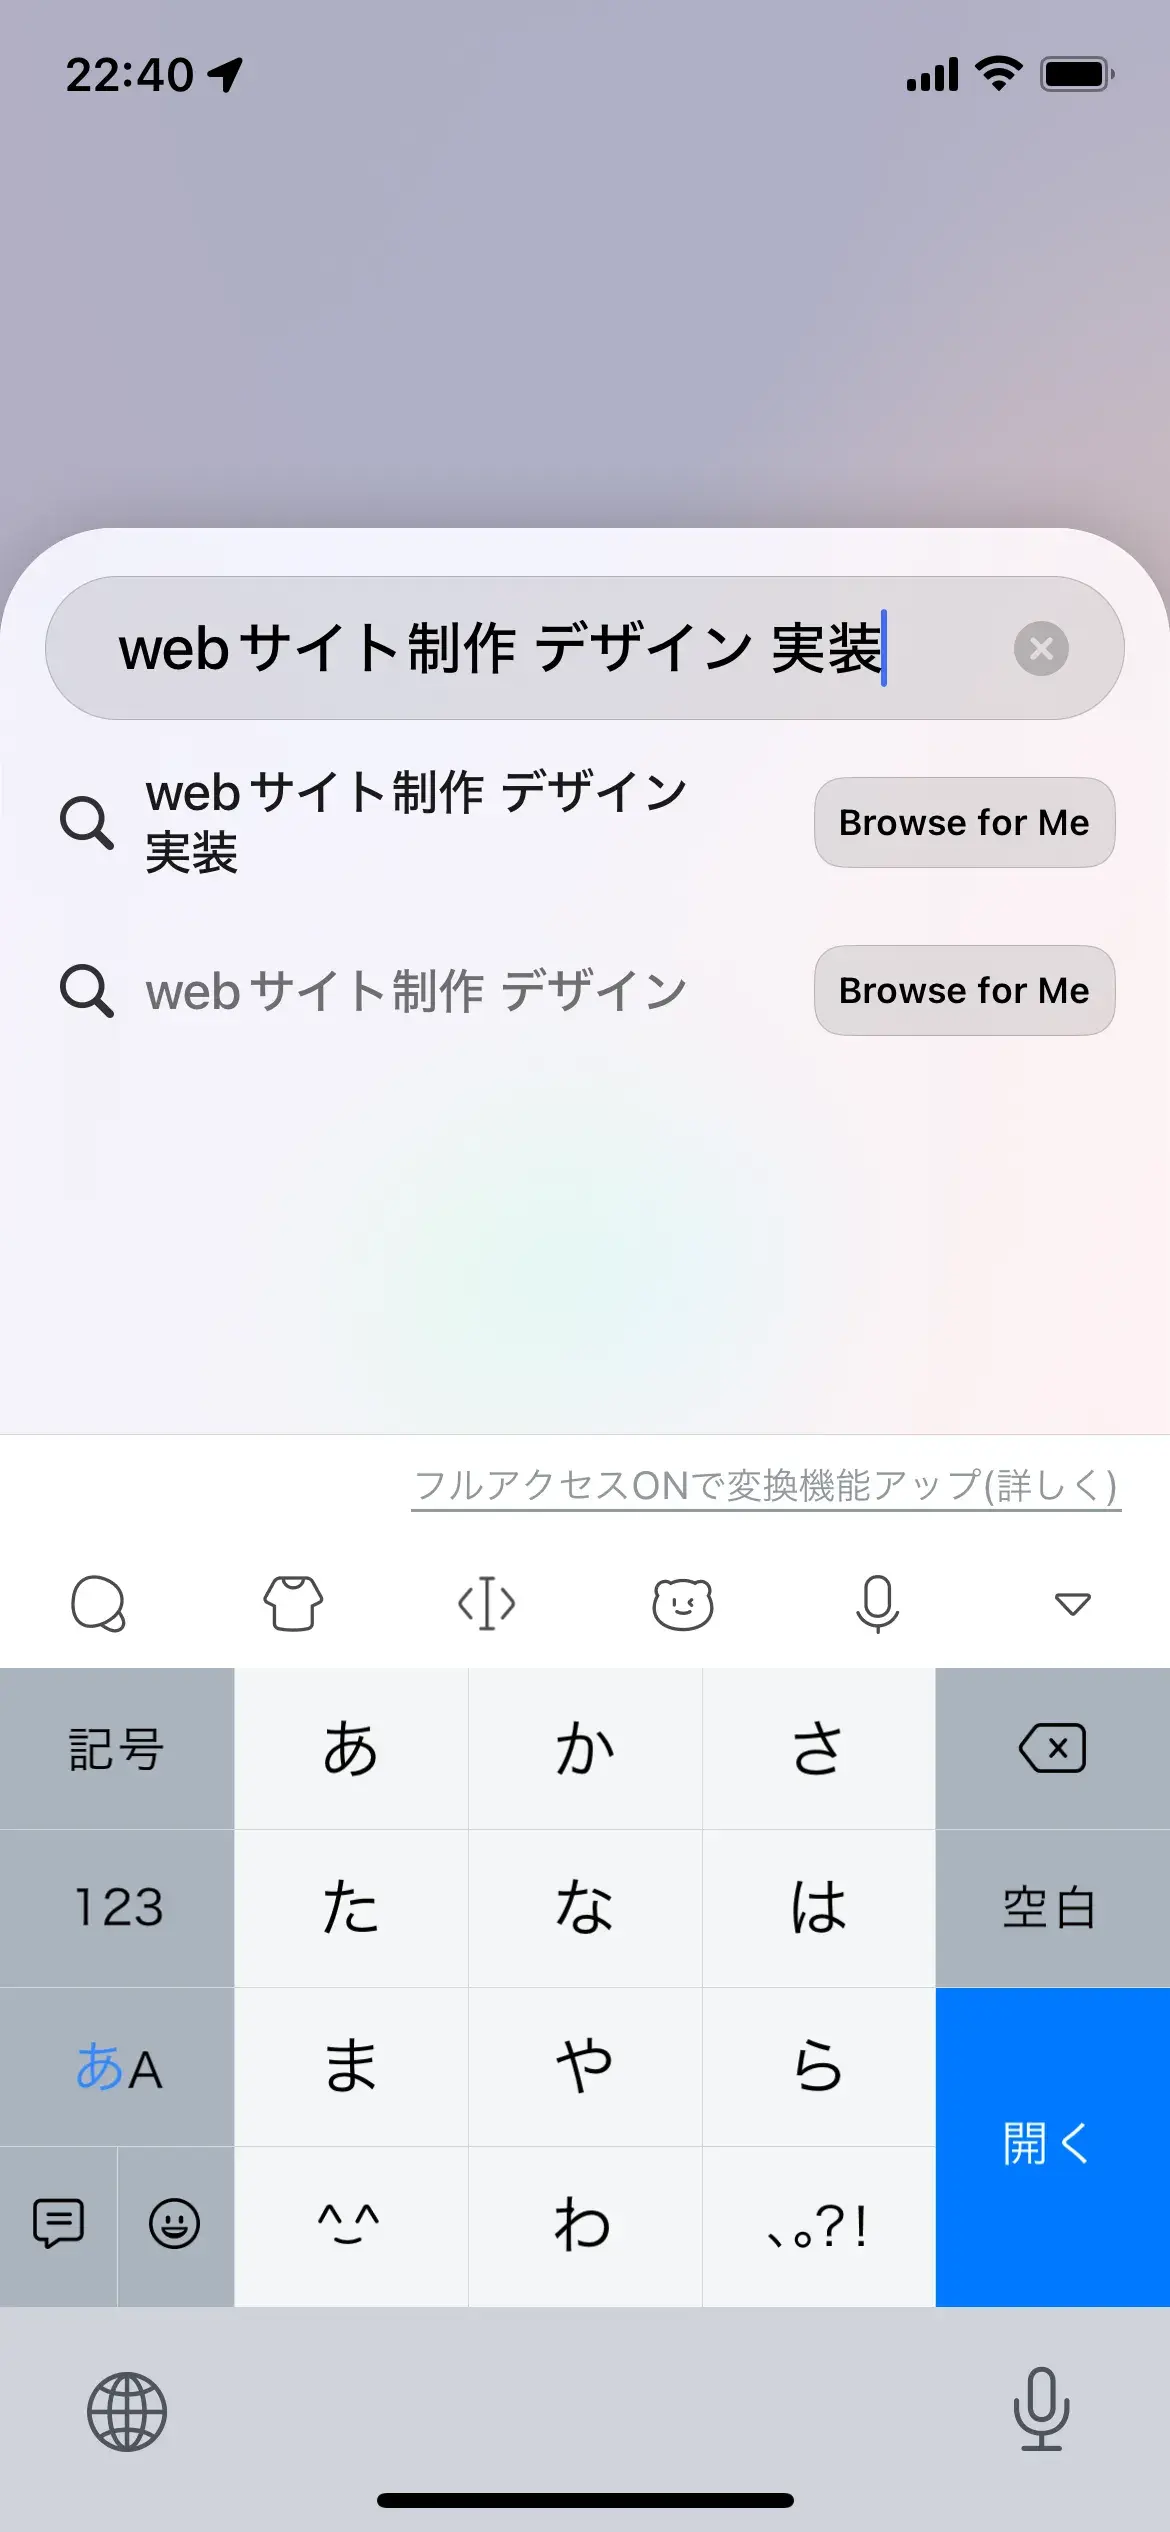 22:40
webサイト制作 デザイン 実装
webサイト制作 デザイン
実装
Browse for Me
webサイト制作 デザイン
Browse for Me
フルアクセスONで変換機能アップ(詳しく)
記号
あ
か
さ
123
た
な
は
空白
あA
ま
や
ら
開く
^_^
わ
、。?!